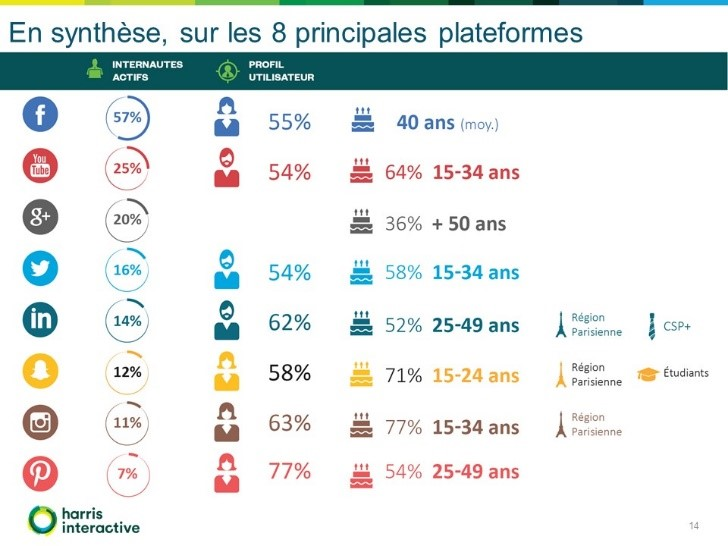 En synthèse, sur les 8 principales plateformes
INTERNAUTES
ACTIFS
PROFIL
UTILISATEUR
f 57% 55% 40 ans (moy.)
You
Tube 25% 54% 64% 15-34 ans
g+ 20% 36% + 50 ans
16% 54% 58% 15-34 ans
in 14% 62% 52% 25-49 ans Région
Parisienne CSP+
12% 58% 71% 15-24 ans Région
Parisienne Étudiants
11% 63% 77% 15-34 ans Région
Parisienne
7% 77% 54% 25-49 ans
harris
interactive
14